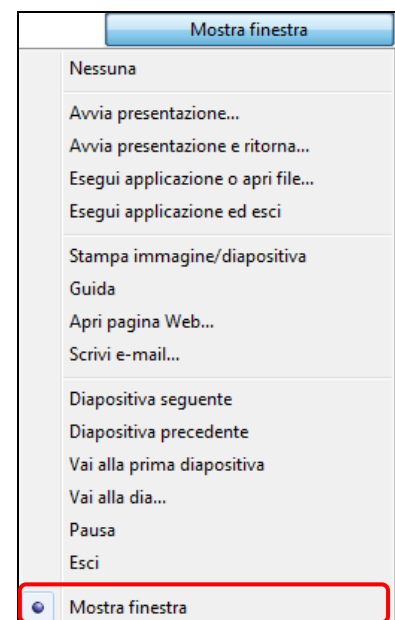 Mostra finestra
Nessuna
Avvia presentazione...
Avvia presentazione e ritorna...
Esegui applicazione o apri file...
Esegui applicazione ed esci
Stampa immagine/diapositiva
Guida
Apri pagina Web...
Scrivi e-mail...
Diapositiva seguente
Diapositiva precedente
Vai alla prima diapositiva
Vai alla dia...
Pausa
Esci
Mostra finestra